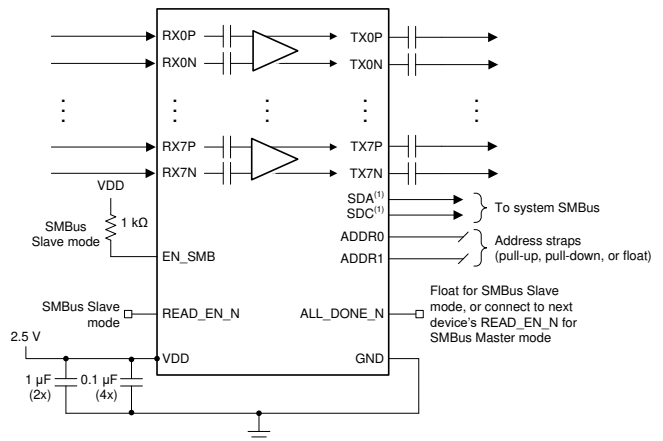 RX0P TX0P
RX0N TX0N
RX7P TX7P
RX7N TX7N
VDD
1 kΩ
SMBus
Slave mode
EN_SMB
SDA(1)
SDC(1)
To system SMBus
ADDR0
ADDR1
Address straps
(pull-up, pull-down, or float)
SMBus Slave
mode
READ_EN_N
ALL_DONE_N
Float for SMBus Slave
mode, or connect to next
device's READ_EN_N for
SMBus Master mode
2.5 V
VDD
GND
1 µF
(2x)
0.1 µF
(4x)